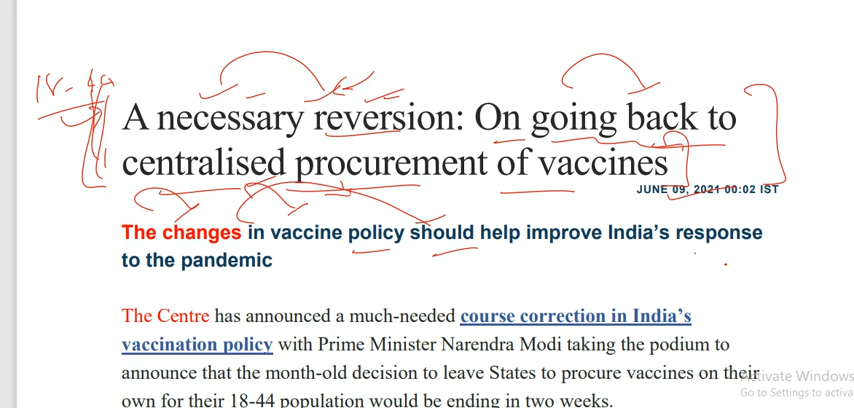 18-44
A necessary reversion: On going back to
centralised procurement of vaccines
JUNE 09, 2021 00:02 IST
The changes in vaccine policy should help improve India's response
to the pandemic
The Centre has announced a much-needed course correction in India's
vaccination policy with Prime Minister Narendra Modi taking the podium to
announce that the month-old decision to leave States to procure vaccines on their
own for their 18-44 population would be ending in two weeks.
Activate Windows
Go to Settings to activa